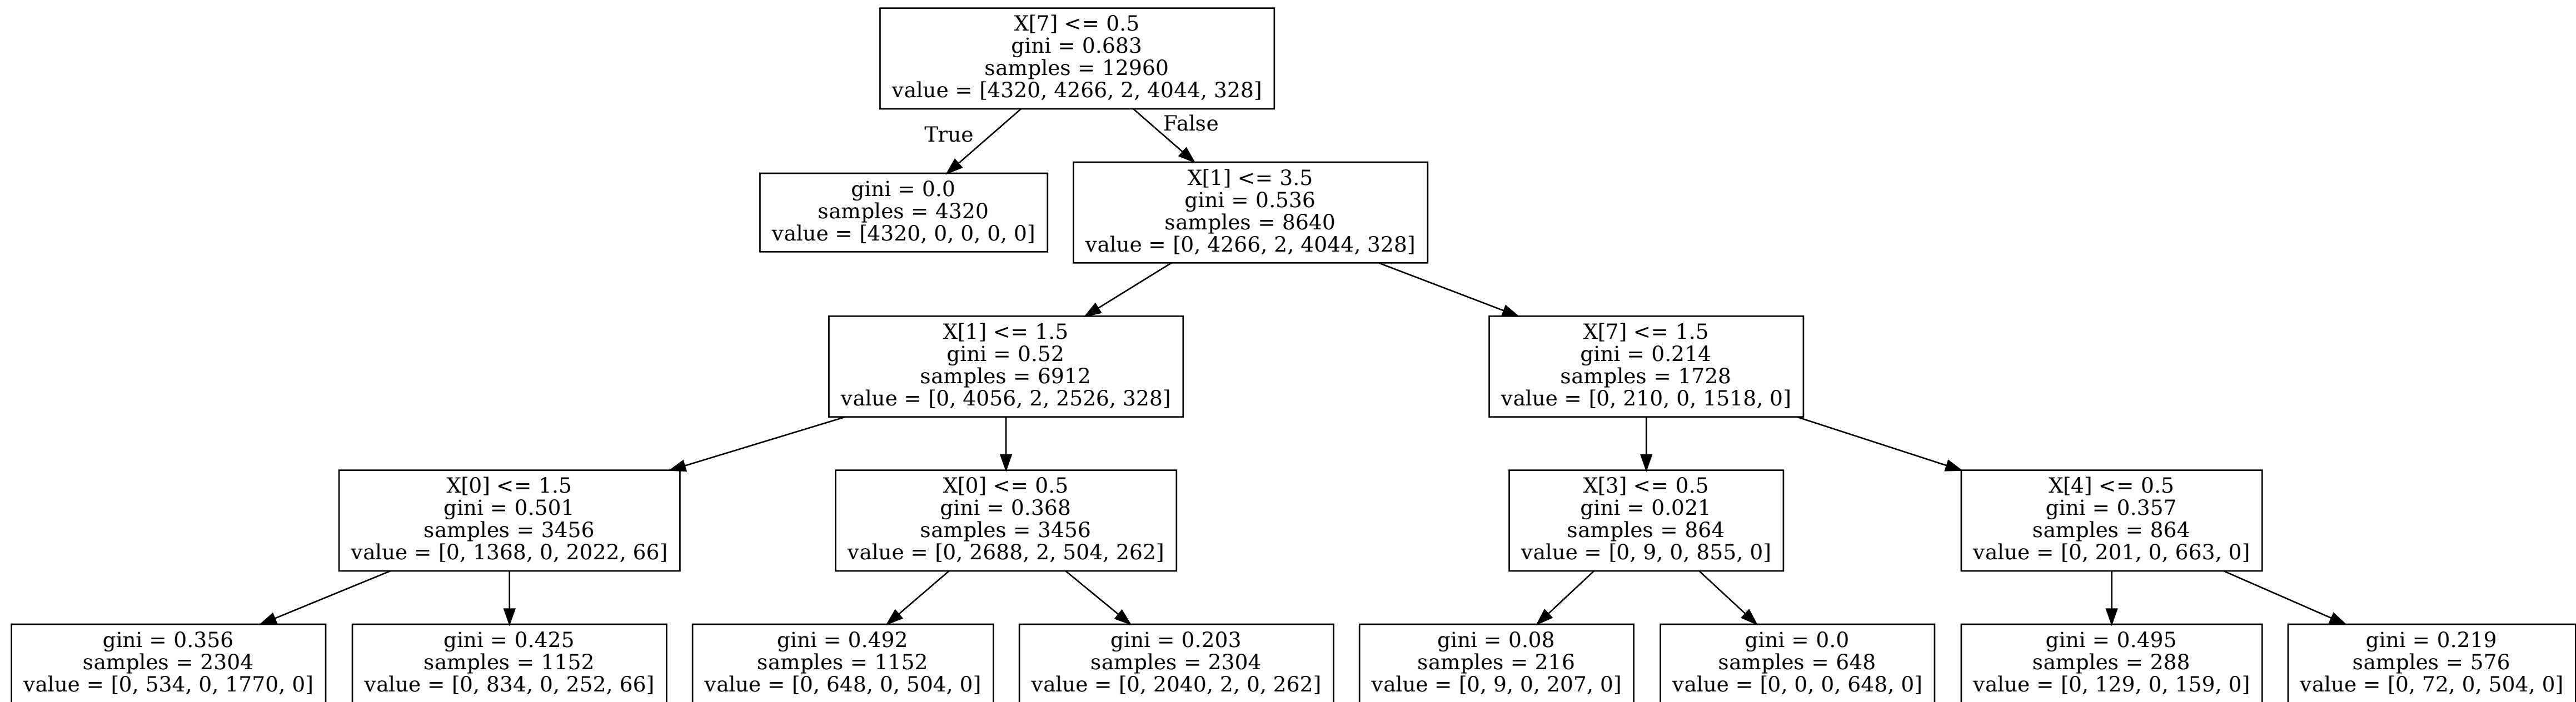 X[7] <= 0.5
gini = 0.683
samples = 12960
value = [4320, 4266, 2, 4044, 328]
True
False
gini = 0.0
samples = 4320
value = [4320, 0, 0, 0, 0]
X[1] <= 3.5
gini = 0.536
samples = 8640
value = [0, 4266, 2, 4044, 328]
X[1] <= 1.5
gini = 0.52
samples = 6912
value = [0, 4056, 2, 2526, 328]
X[7] <= 1.5
gini = 0.214
samples = 1728
value = [0, 210, 0, 1518, 0]
X[0] <= 1.5
gini = 0.501
samples = 3456
value = [0, 1368, 0, 2022, 66]
X[0] <= 0.5
gini = 0.368
samples = 3456
value = [0, 2688, 2, 504, 262]
X[3] <= 0.5
gini = 0.021
samples = 864
value = [0, 9, 0, 855, 0]
X[4] <= 0.5
gini = 0.357
samples = 864
value = [0, 201, 0, 663, 0]
gini = 0.356
samples = 2304
value = [0, 534, 0, 1770, 0]
gini = 0.425
samples = 1152
value = [0, 834, 0, 252, 66]
gini = 0.492
samples = 1152
value = [0, 648, 0, 504, 0]
gini = 0.203
samples = 2304
value = [0, 2040, 2, 0, 262]
gini = 0.08
samples = 216
value = [0, 9, 0, 207, 0]
gini = 0.0
samples = 648
value = [0, 0, 0, 648, 0]
gini = 0.495
samples = 288
value = [0, 129, 0, 159, 0]
gini = 0.219
samples = 576
value = [0, 72, 0, 504, 0]